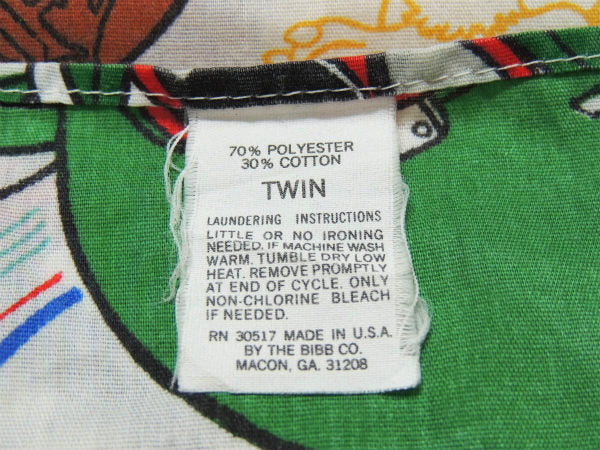 70% POLYESTER
30% COTTON
TWIN
LAUNDERING INSTRUCTIONS
LITTLE OR NO IRONING
NEEDED. IF MACHINE WASH
WARM. TUMBLE DRY LOW
HEAT. REMOVE PROMPTLY
AT END OF CYCLE. ONLY
NON-CHLORINE BLEACH
IF NEEDED.
RN 30517 MADE IN U.S.A.
BY THE BIBB CO.
MACON, GA. 31208